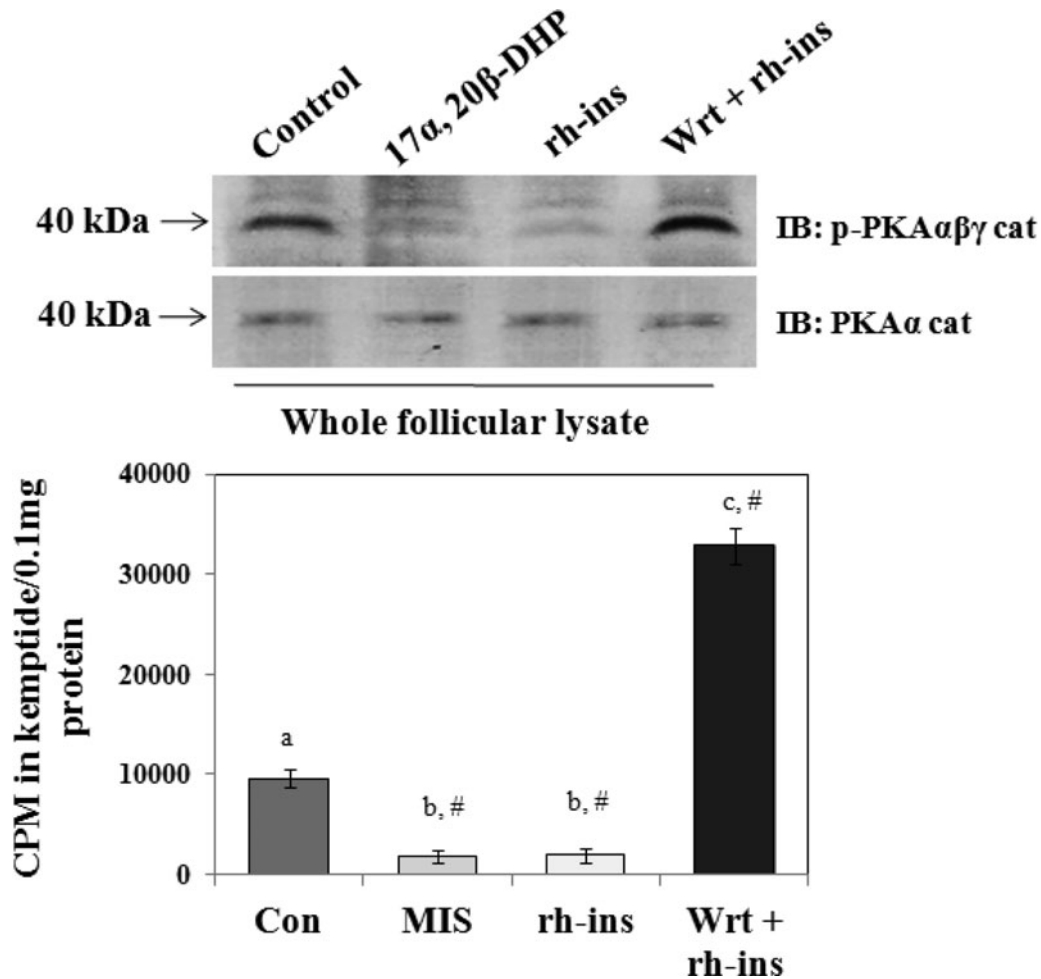 Control
17α, 20β-DHP
rh-ins
Wrt + rh-ins
40 kDa
IB: p-PKAαβγ cat
40 kDa
IB: PKAα cat
Whole follicular lysate
CPM in kemptide/0.1mg
protein
40000
30000
20000
10000
0
a
b, #
b, #
c, #
Con
MIS
rh-ins
Wrt +
rh-ins